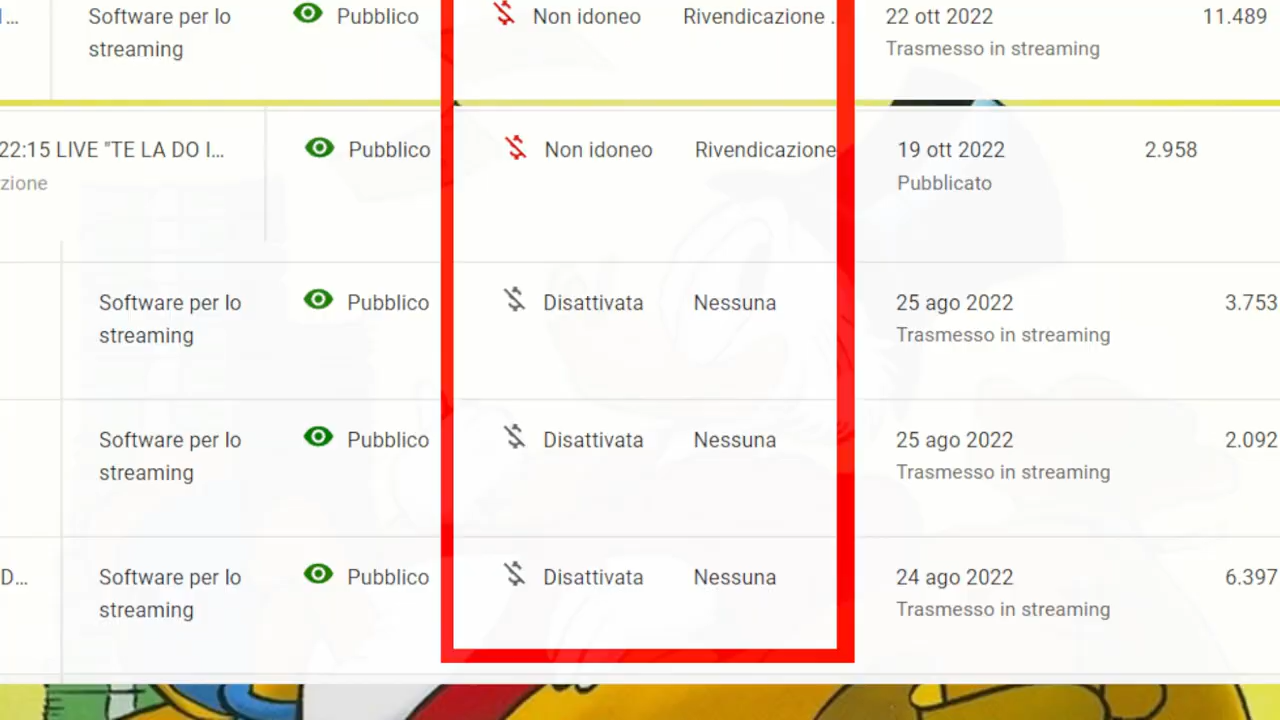 ... Software per lo Pubblico Non idoneo Rivendicazione ... 22 ott 2022 11.489
streaming Trasmesso in streaming
22:15 LIVE "TE LA DO I... Pubblico Non idoneo Rivendicazione 19 ott 2022 2.958
zione Pubblicato
Software per lo Pubblico Disattivata Nessuna 25 ago 2022 3.753
streaming Trasmesso in streaming
Software per lo Pubblico Disattivata Nessuna 25 ago 2022 2.092
streaming Trasmesso in streaming
D... Software per lo Pubblico Disattivata Nessuna 24 ago 2022 6.397
streaming Trasmesso in streaming